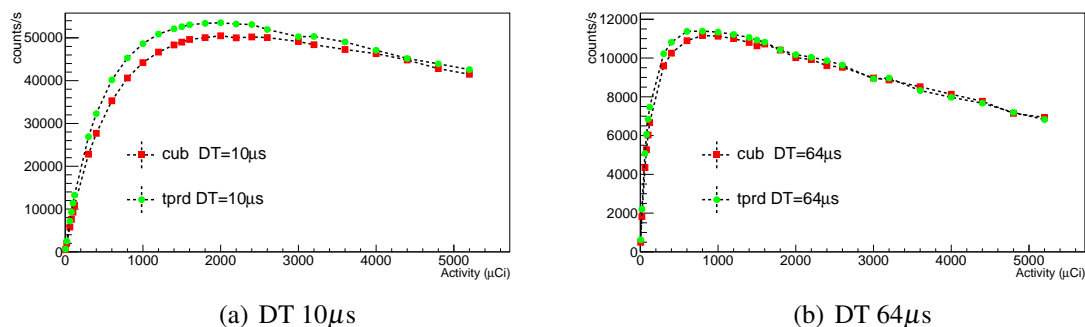 counts/s
50000
40000
30000
20000
10000
0
cub DT=10μs
tprd DT=10μs
0 1000 2000 3000 4000 5000
Activity (μCi)
(a) DT 10μs
counts/s
12000
10000
8000
6000
4000
2000
0
cub DT=64μs
tprd DT=64μs
0 1000 2000 3000 4000 5000
Activity (μCi)
(b) DT 64μs